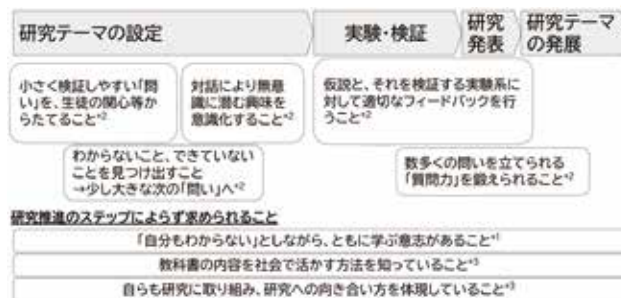 研究テーマの設定
実験・検証
研究
発表
研究テーマ
の発展
小さく検証しやすい「問
い」を、生徒の関心等か
らたてること*2
対話により無意
識に潜む興味を
意識化すること*2
仮説と、それを検証する実験系に
対して適切なフィードバックを行
うこと*2
わからないこと、できていない
ことを見つけ出すこと
→少し大きな次の「問い」へ*2
数多くの問いを立てられる
「質問力」を鍛えられること*2
研究推進のステップによらず求められること
「自分もわからない」としながら、ともに学ぶ意志があること*1
教科書の内容を社会で活かす方法を知っていること*3
自らも研究に取り組み、研究への向き合い方を体現していること*3